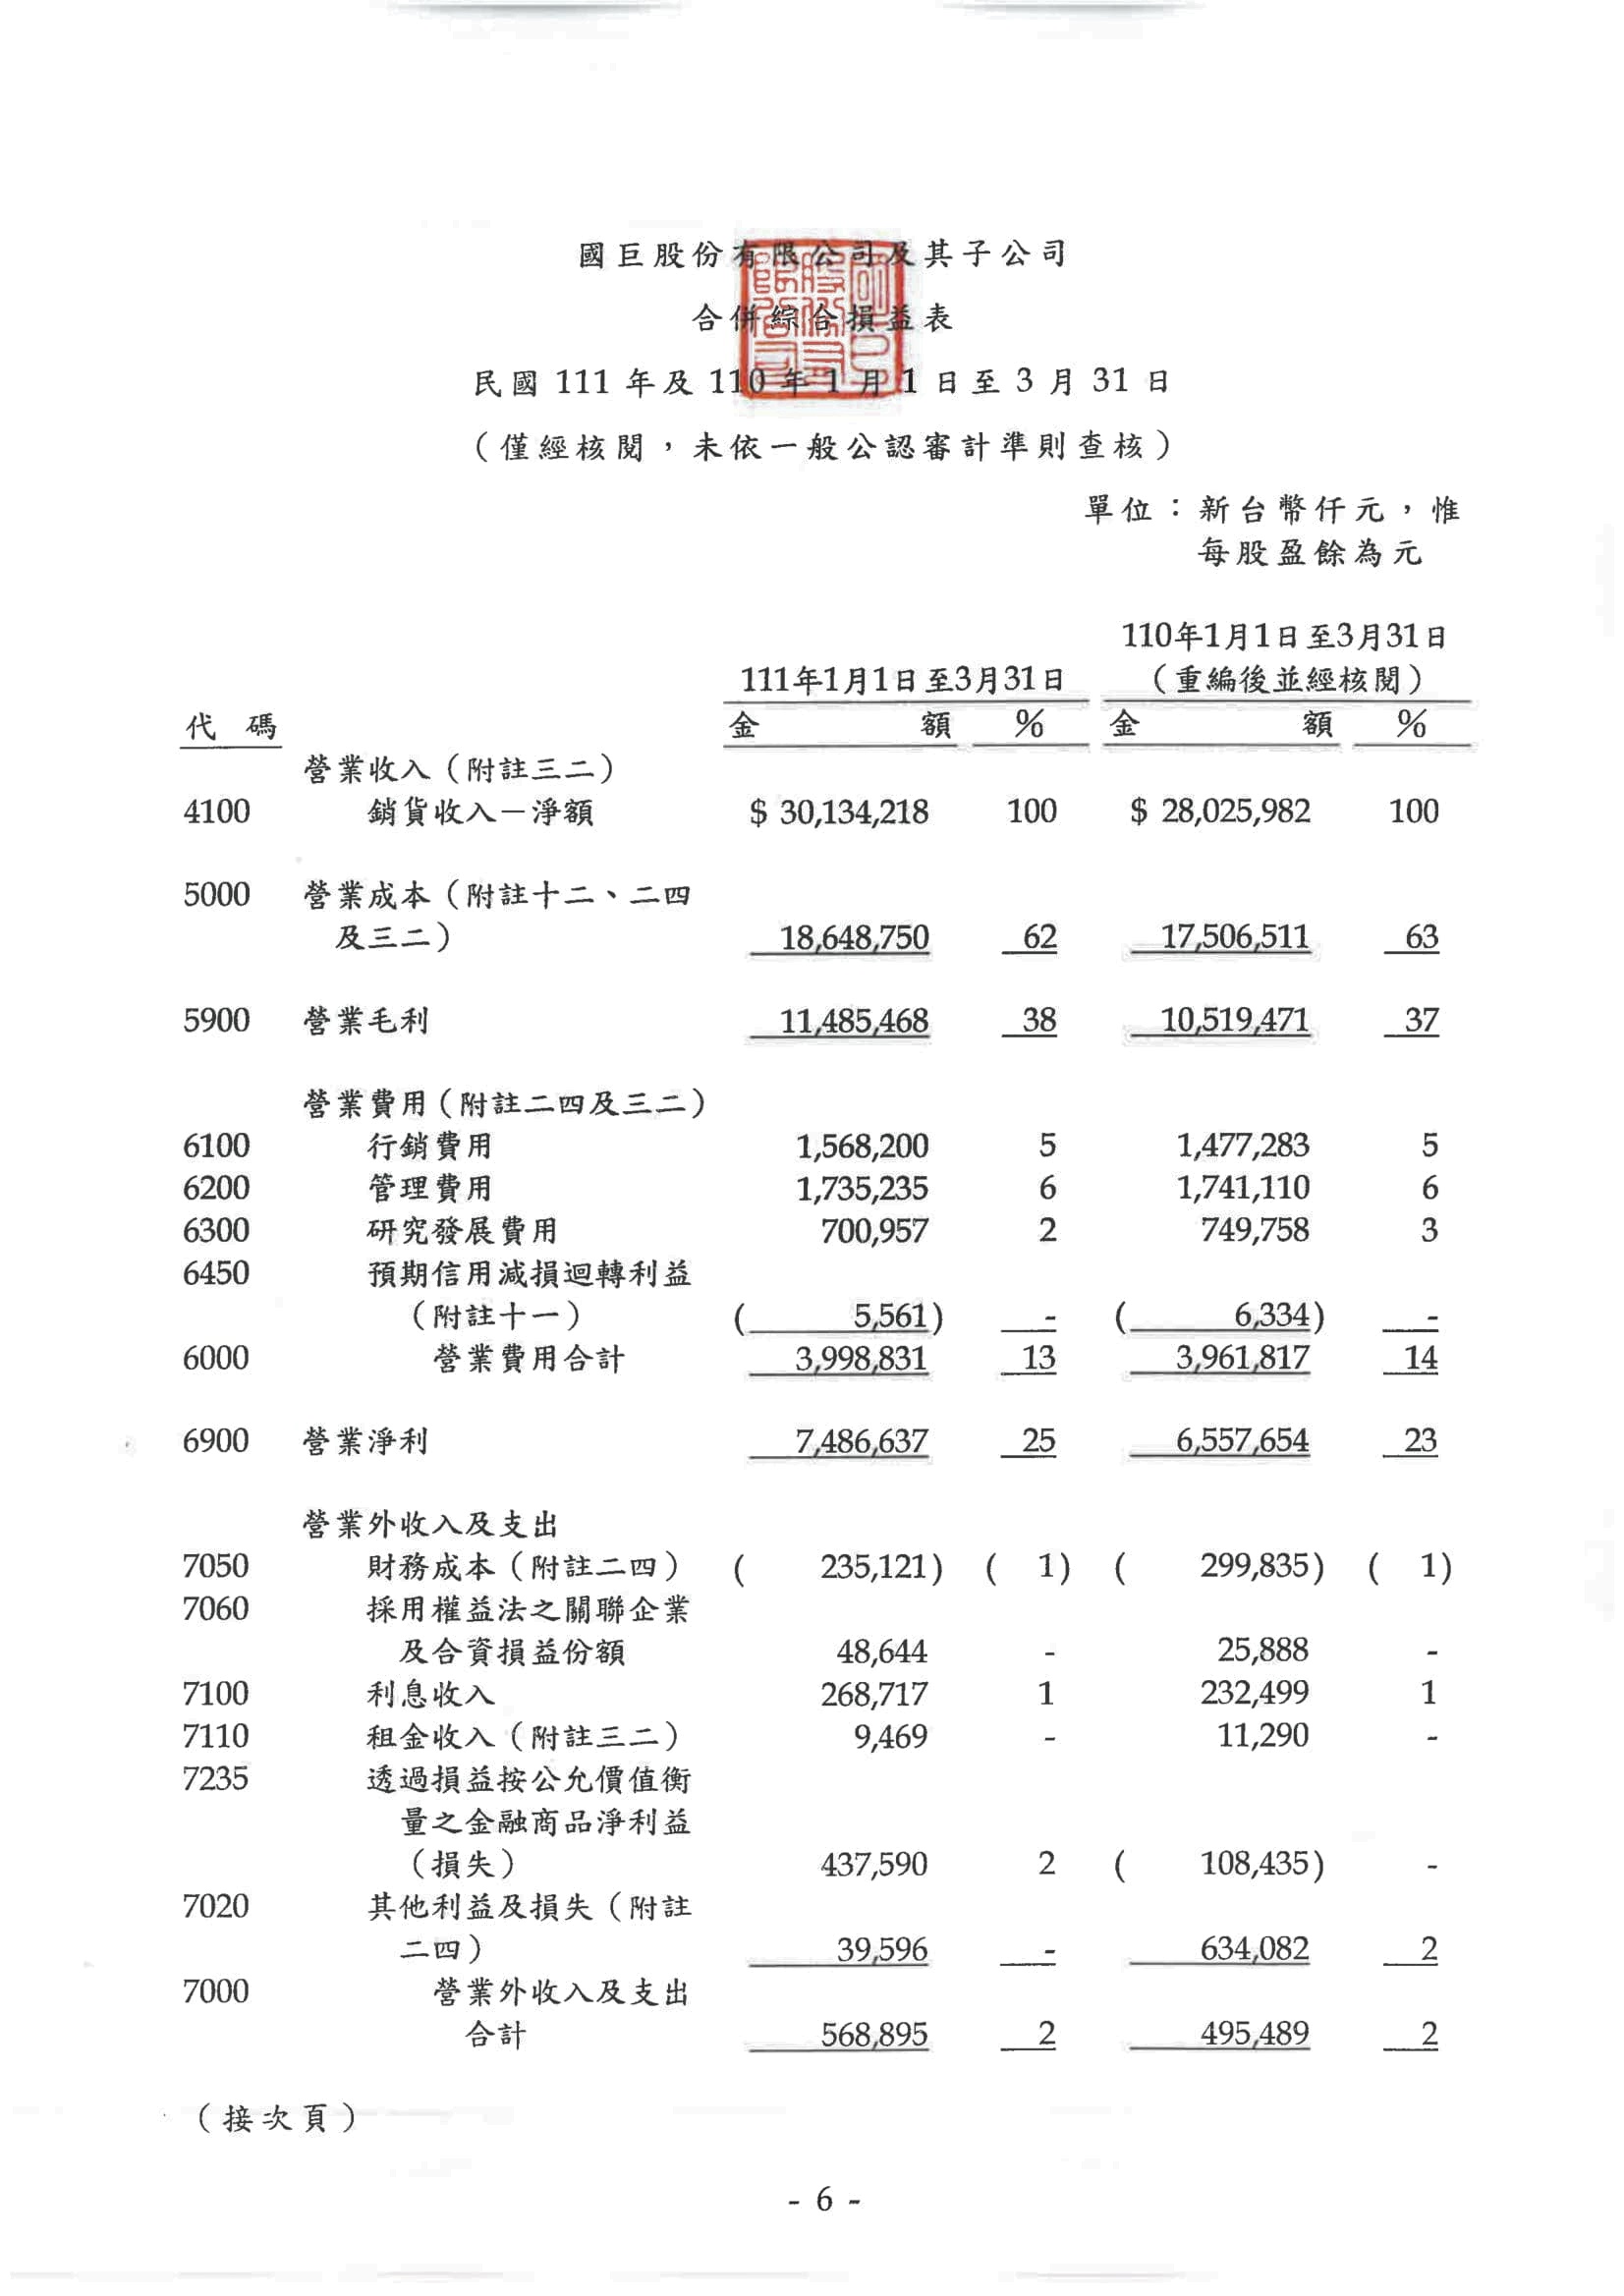 國巨股份有限公司及其子公司
合併綜合損益表
民國 111 年及 110 年 1 月 1 日至 3 月 31 日
（僅經核閱，未依一般公認審計準則查核）
單位：新台幣仟元，惟
每股盈餘為元
110年1月1日至3月31日
111年1月1日至3月31日 （重編後並經核閱）
代 碼 金 額 % 金 額 %
營業收入（附註三二）
4100 銷貨收入－淨額 $ 30,134,218 100 $ 28,025,982 100
5000 營業成本（附註十二、二四
及三二） 18,648,750 62 17,506,511 63
5900 營業毛利 11,485,468 38 10,519,471 37
營業費用（附註二四及三二）
6100 行銷費用 1,568,200 5 1,477,283 5
6200 管理費用 1,735,235 6 1,741,110 6
6300 研究發展費用 700,957 2 749,758 3
6450 預期信用減損迴轉利益
（附註十一） ( 5,561) - ( 6,334) -
6000 營業費用合計 3,998,831 13 3,961,817 14
6900 營業淨利 7,486,637 25 6,557,654 23
營業外收入及支出
7050 財務成本（附註二四） ( 235,121) ( 1) ( 299,835) ( 1)
7060 採用權益法之關聯企業
及合資損益份額 48,644 - 25,888 -
7100 利息收入 268,717 1 232,499 1
7110 租金收入（附註三二） 9,469 - 11,290 -
7235 透過損益按公允價值衡
量之金融商品淨利益
（損失） 437,590 2 ( 108,435) -
7020 其他利益及損失（附註
二四） 39,596 - 634,082 2
7000 營業外收入及支出
合計 568,895 2 495,489 2
（接次頁）
- 6 -